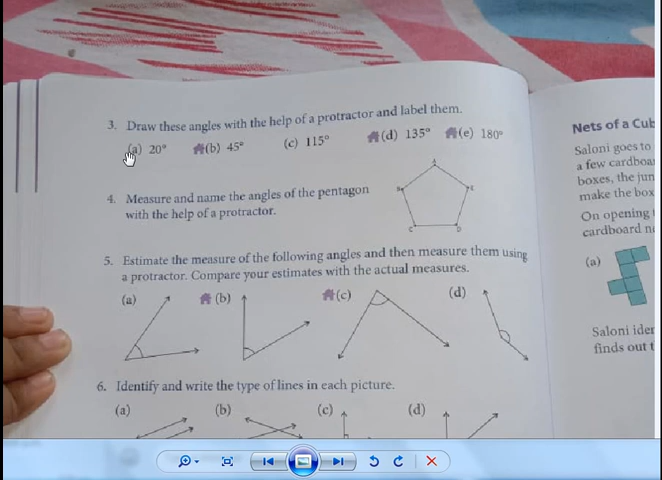 3. Draw these angles with the help of a protractor and label them.
(a) 20° (b) 45° (c) 115° (d) 135° (e) 180°
4. Measure and name the angles of the pentagon
with the help of a protractor.
A
B
E
C
D
5. Estimate the measure of the following angles and then measure them using
a protractor. Compare your estimates with the actual measures.
(a) (b) (c) (d)
6. Identify and write the type of lines in each picture.
(a) (b) (c) (d)
Nets of a Cub
Saloni goes to
a few cardboa
boxes, the jun
make the box
On opening
cardboard n
(a)
Saloni iden
finds out t